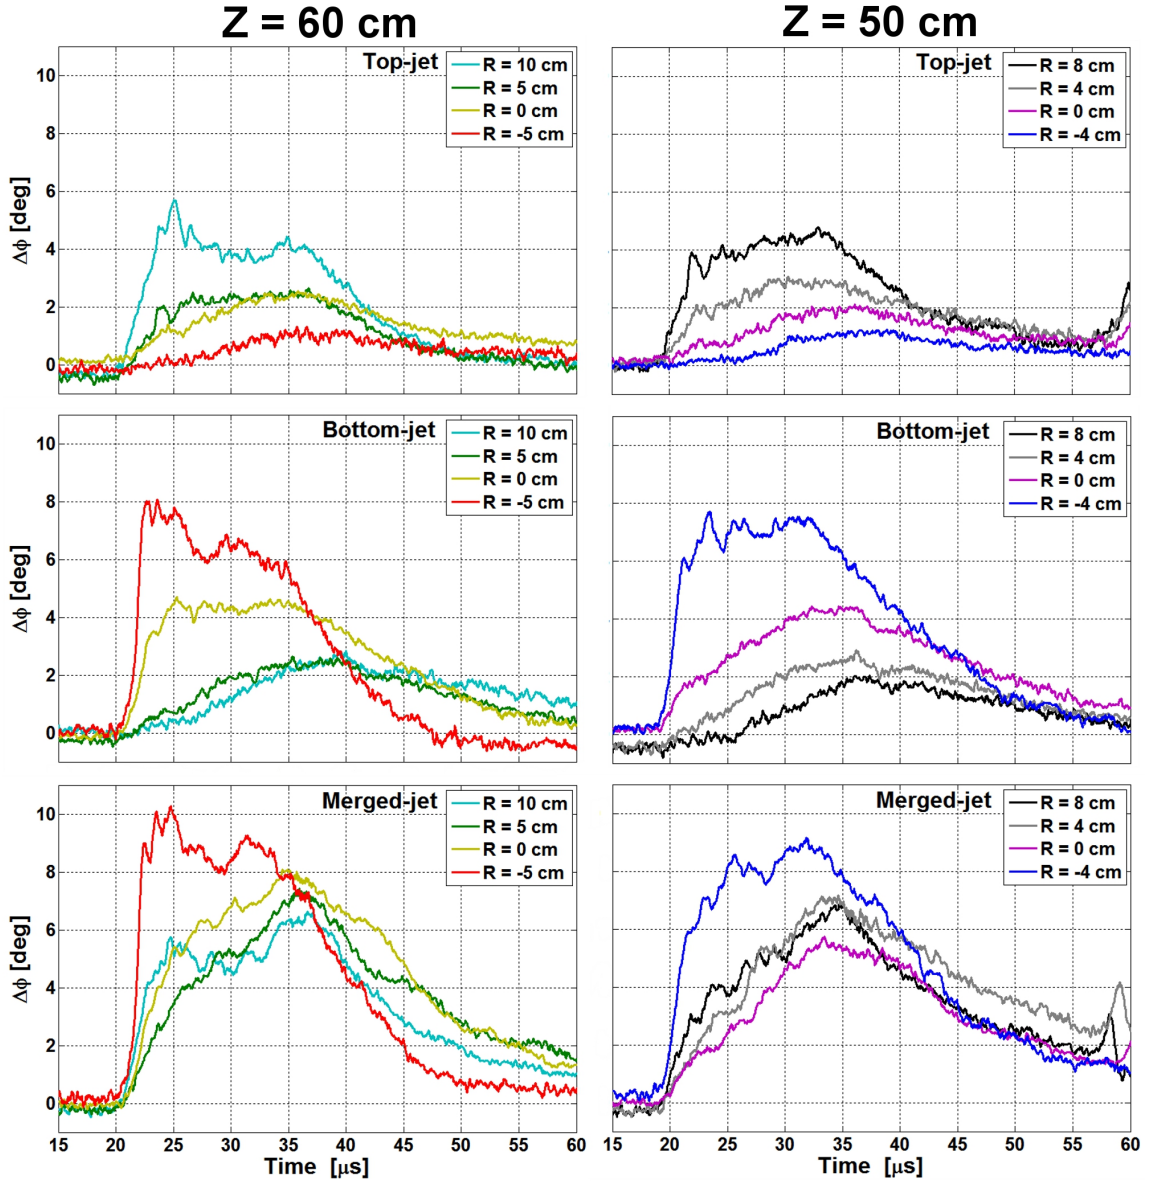 Z = 60 cm
Z = 50 cm
Top-jet
R = 10 cm
R = 5 cm
R = 0 cm
R = -5 cm
10
8
6
4
2
0
Δϕ [deg]
Top-jet
R = 8 cm
R = 4 cm
R = 0 cm
R = -4 cm
Bottom-jet
R = 10 cm
R = 5 cm
R = 0 cm
R = -5 cm
10
8
6
4
2
0
Δϕ [deg]
Bottom-jet
R = 8 cm
R = 4 cm
R = 0 cm
R = -4 cm
Merged-jet
R = 10 cm
R = 5 cm
R = 0 cm
R = -5 cm
10
8
6
4
2
0
Δϕ [deg]
15 20 25 30 35 40 45 50 55 60
Time [μs]
Merged-jet
R = 8 cm
R = 4 cm
R = 0 cm
R = -4 cm
15 20 25 30 35 40 45 50 55 60
Time [μs]